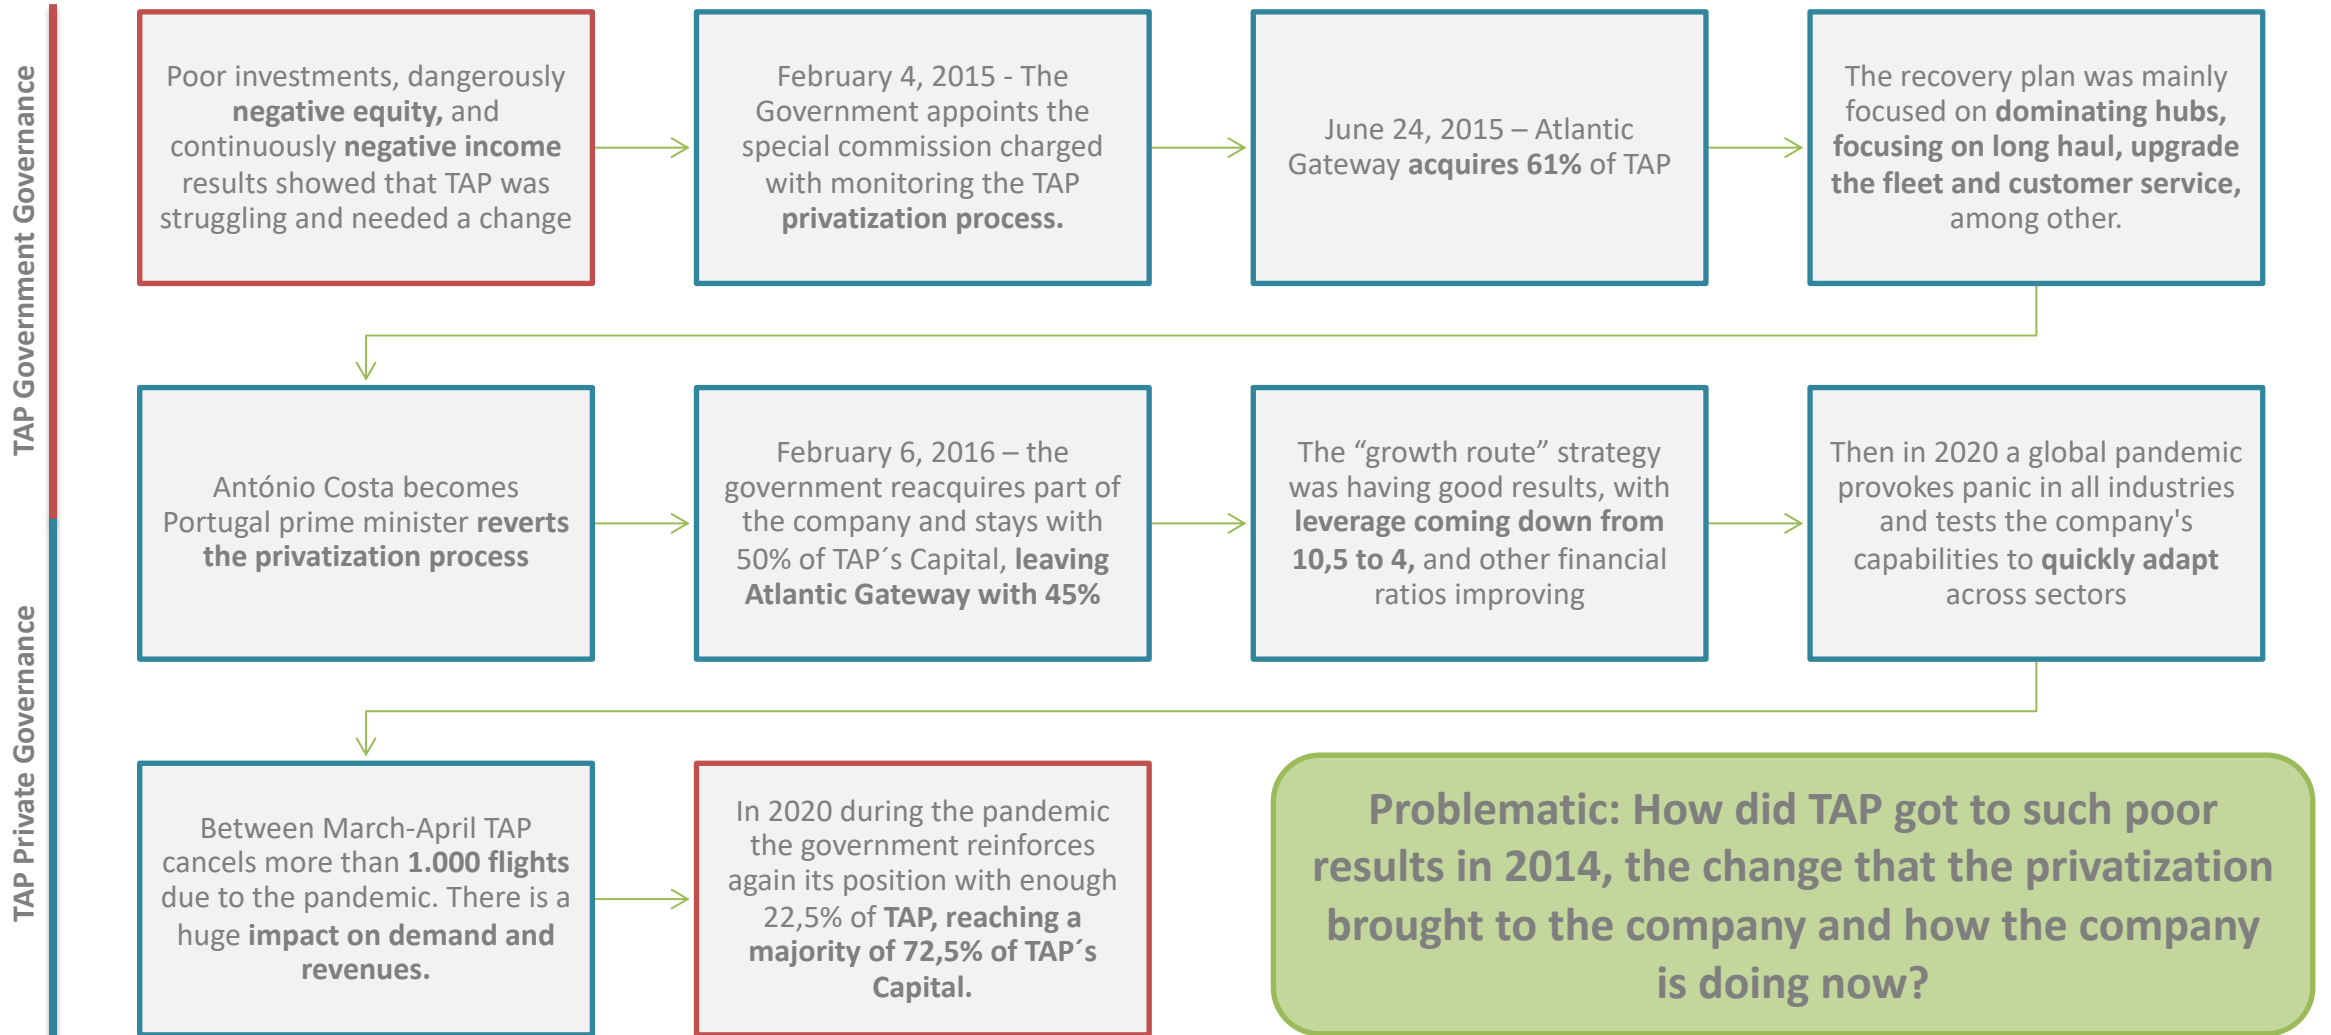 TAP Government Governance
TAP Private Governance
Poor investments, dangerously
negative equity, and
continuously negative income
results showed that TAP was
struggling and needed a change
February 4, 2015 - The
Government appoints the
special commission charged
with monitoring the TAP
privatization process.
June 24, 2015 – Atlantic
Gateway acquires 61% of TAP
The recovery plan was mainly
focused on dominating hubs,
focusing on long haul, upgrade
the fleet and customer service,
among other.
António Costa becomes
Portugal prime minister reverts
the privatization process
February 6, 2016 – the
government reacquires part of
the company and stays with
50% of TAP´s Capital, leaving
Atlantic Gateway with 45%
The “growth route” strategy
was having good results, with
leverage coming down from
10,5 to 4, and other financial
ratios improving
Then in 2020 a global pandemic
provokes panic in all industries
and tests the company's
capabilities to quickly adapt
across sectors
Between March-April TAP
cancels more than 1.000 flights
due to the pandemic. There is a
huge impact on demand and
revenues.
In 2020 during the pandemic
the government reinforces
again its position with enough
22,5% of TAP, reaching a
majority of 72,5% of TAP´s
Capital.
Problematic: How did TAP got to such poor
results in 2014, the change that the privatization
brought to the company and how the company
is doing now?